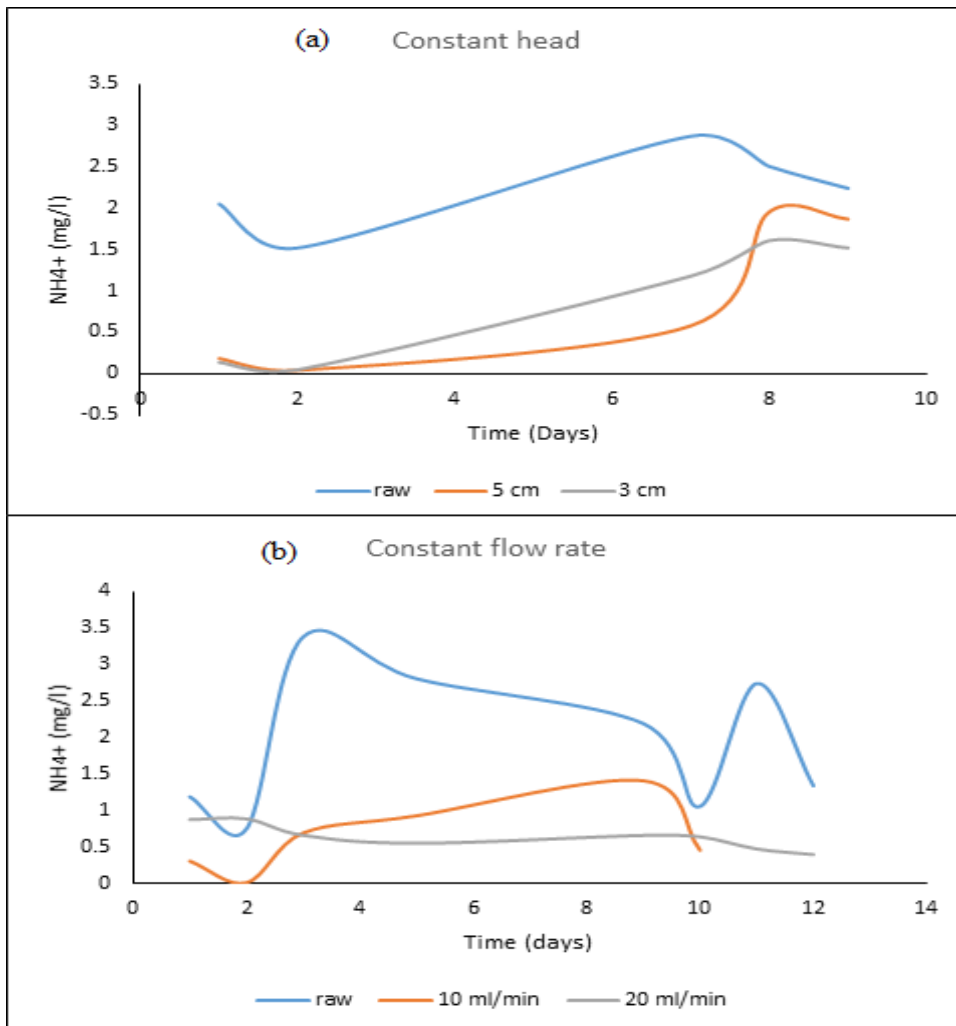 (a) Constant head
3.5
3
2.5
2
1.5
1
0.5
0
-0.5
NH4+ (mg/l)
0 2 4 6 8 10
Time (Days)
raw 5 cm 3 cm
(b) Constant flow rate
4
3.5
3
2.5
2
1.5
1
0.5
0
NH4+ (mg/l)
0 2 4 6 8 10 12 14
Time (days)
raw 10 ml/min 20 ml/min